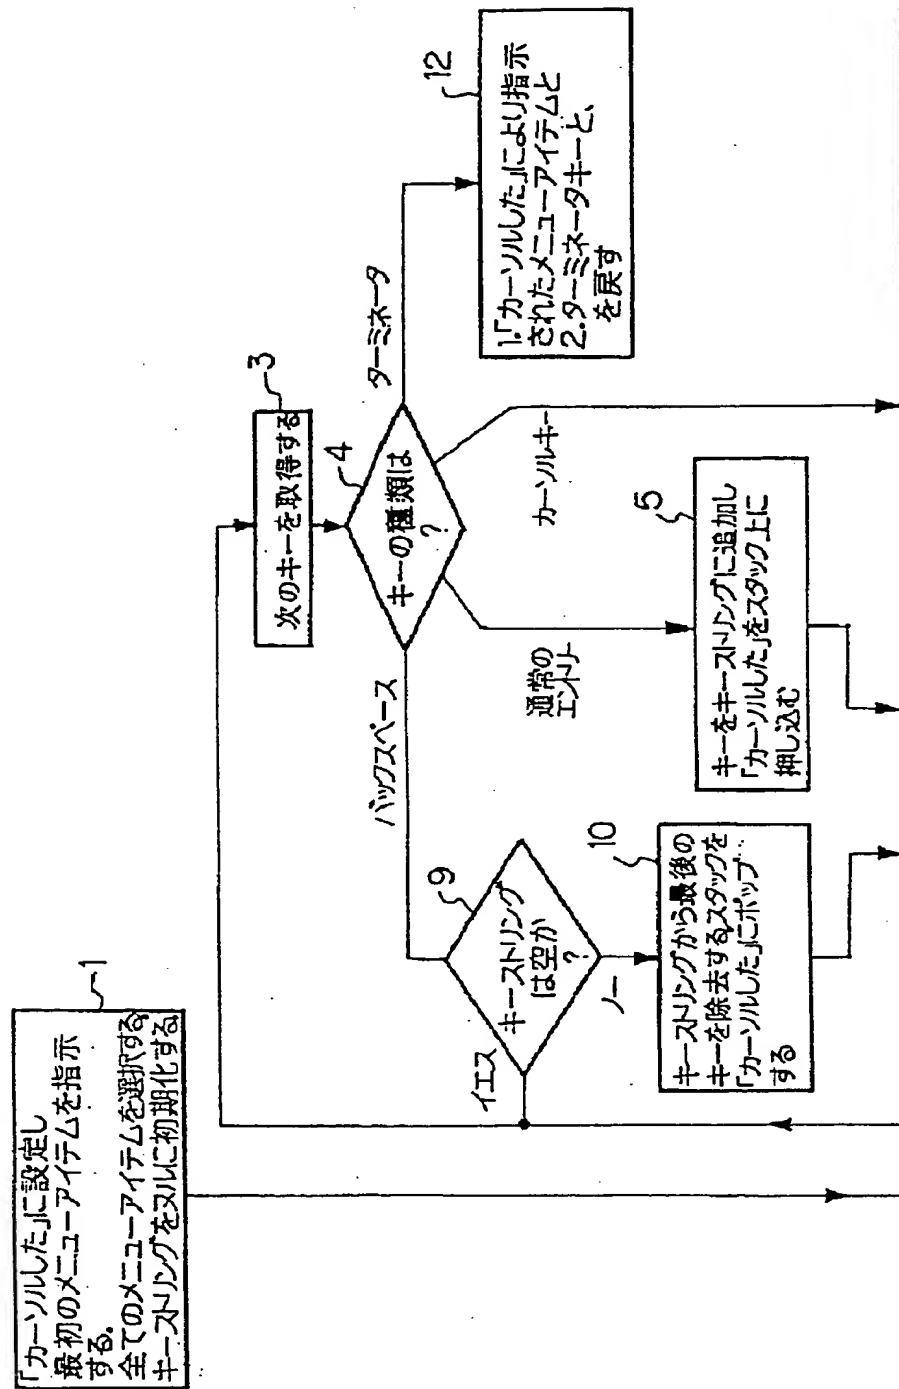 「カーソルした」に設定し
最初のメニューアイテムを指示
する。
全てのメニューアイテムを選択する
キーストリングをヌルに初期化する
1
次のキーを取得する
3
キーの種類は
?
4
バックスペース
ターミネータ
通常の
エントリー
カーソルキー
キーストリング
は空か
?
9
イエス
ノー
キーストリングから最後の
キーを除去するスタックを
「カーソルした」にポップ
する
10
キーをキーストリングに追加し
「カーソルした」をスタック上に
押し込む
5
1.「カーソルした」により指示
されたメニューアイテムと
2.ターミネータキーと、
を戻す
12